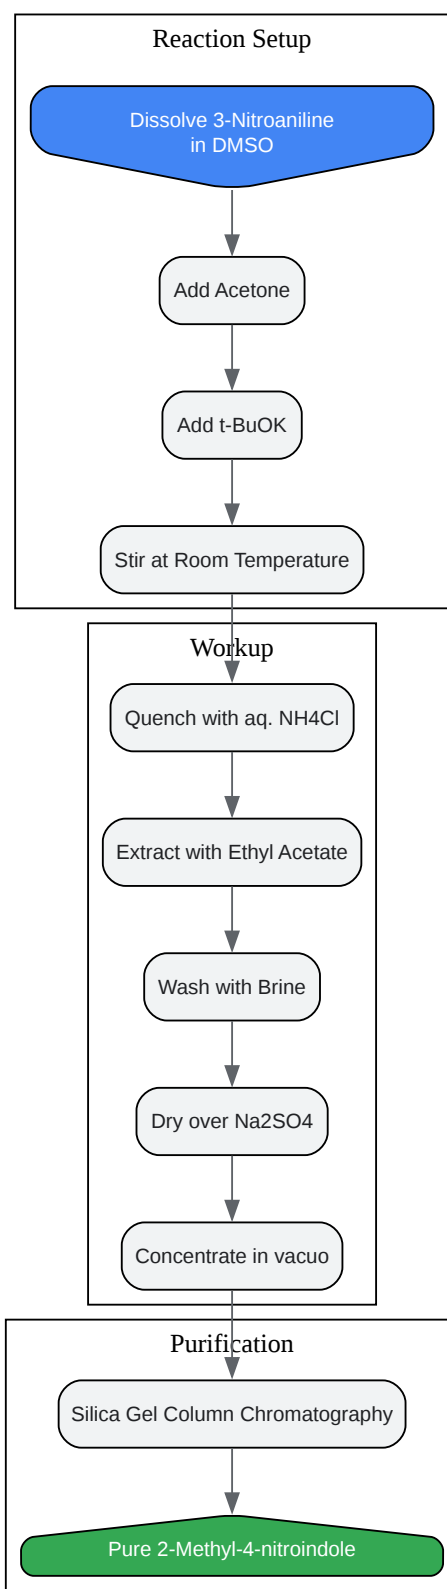 Reaction Setup
Dissolve 3-Nitroaniline
in DMSO
Add Acetone
Add t-BuOK
Stir at Room Temperature
Workup
Quench with aq. NH4Cl
Extract with Ethyl Acetate
Wash with Brine
Dry over Na2SO4
Concentrate in vacuo
Purification
Silica Gel Column Chromatography
Pure 2-Methyl-4-nitroindole